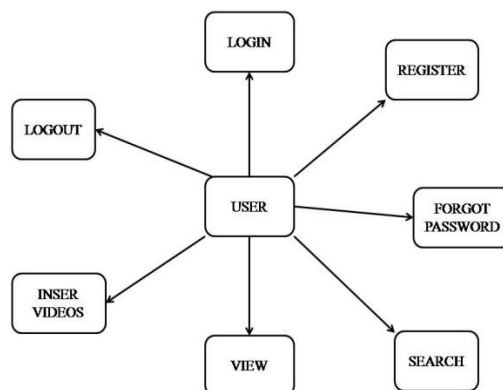 LOGIN
REGISTER
LOGOUT
USER
FORGOT
PASSWORD
INSER
VIDEOS
VIEW
SEARCH